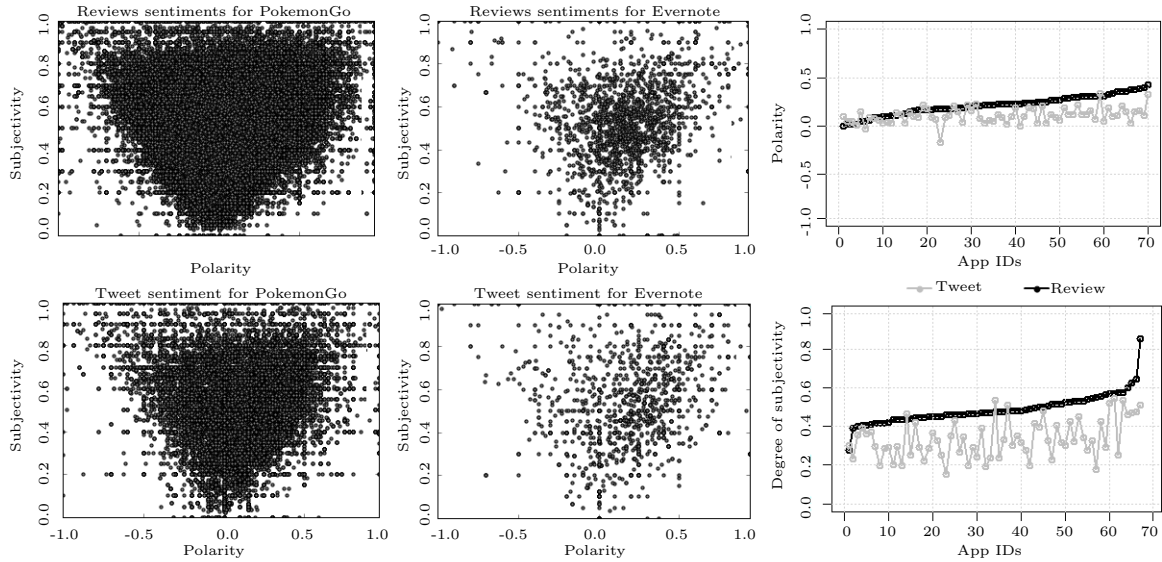 Reviews sentiments for PokemonGo
Subjectivity
0.0 0.2 0.4 0.6 0.8 1.0
Polarity
Reviews sentiments for Evernote
Subjectivity
0.0 0.2 0.4 0.6 0.8 1.0
-1.0 -0.5 0.0 0.5 1.0
Polarity
Polarity
-1.0 -0.5 0.0 0.5 1.0
0 10 20 30 40 50 60 70
App IDs
Tweet sentiment for PokemonGo
Subjectivity
0.0 0.2 0.4 0.6 0.8 1.0
-1.0 -0.5 0.0 0.5 1.0
Polarity
Tweet sentiment for Evernote
Subjectivity
0.0 0.2 0.4 0.6 0.8 1.0
-1.0 -0.5 0.0 0.5 1.0
Polarity
Tweet Review
Degree of subjectivity
0.0 0.2 0.4 0.6 0.8 1.0
0 10 20 30 40 50 60 70
App IDs